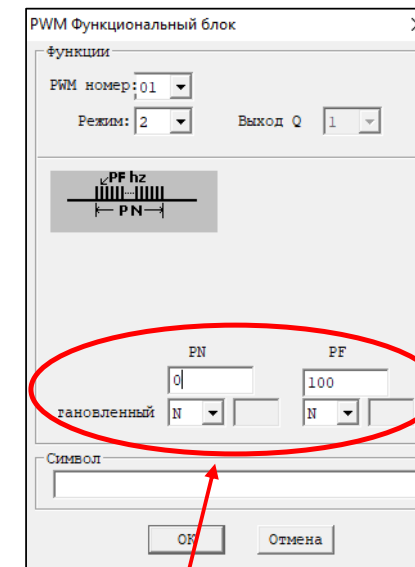 PWM Функциональный блок
Функции
PWM номер: 01
Режим: 2 Выход Q 1
PF hz
PN
PN PF
0 100
тановленный N N
Символ
OK Отмена